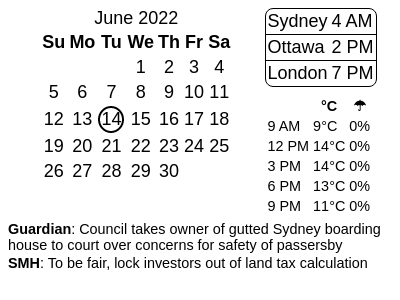 June 2022
Su Mo Tu We Th Fr Sa
1 2 3 4
5 6 7 8 9 10 11
12 13 14 15 16 17 18
19 20 21 22 23 24 25
26 27 28 29 30
Sydney 4 AM
Ottawa 2 PM
London 7 PM
°C ☂
9 AM 9°C 0%
12 PM 14°C 0%
3 PM 14°C 0%
6 PM 13°C 0%
9 PM 11°C 0%
Guardian: Council takes owner of gutted Sydney boarding
house to court over concerns for safety of passersby
SMH: To be fair, lock investors out of land tax calculation